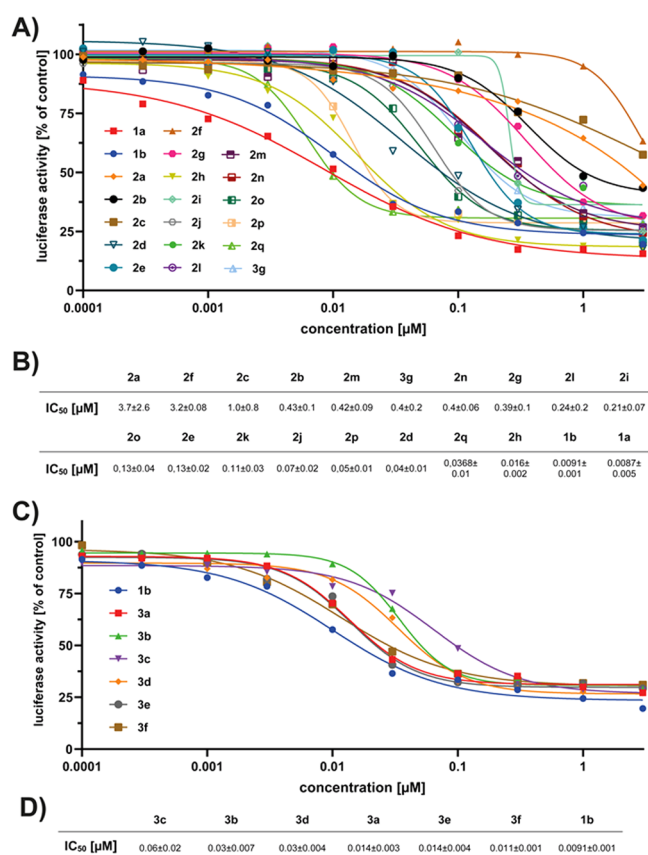 A)
luciferase activity [% of control]
100
75
50
25
0
1a 2f
1b 2g 2m
2a 2h 2n
2b 2i 2o
2c 2j 2p
2d 2k 2q
2e 2l 3g
0.0001 0.001 0.01 0.1 1
concentration [µM]
B)
2a 2f 2c 2b 2m 3g 2n 2g 2l 2i
IC50 [µM] 3.7±2.6 3.2±0.08 1.0±0.8 0.43±0.1 0.42±0.09 0.4±0.2 0.4±0.06 0.39±0.1 0.24±0.2 0.21±0.07
2o 2e 2k 2j 2p 2d 2q 2h 1b 1a
IC50 [µM] 0,13±0.04 0,13±0.02 0.11±0.03 0.07±0.02 0,05±0.01 0,04±0.01 0,0368±0.01 0.016±0.002 0.0091±0.001 0.0087±0.005
C)
luciferase activity [% of control]
100
75
50
25
0
1b
3a
3b
3c
3d
3e
3f
0.0001 0.001 0.01 0.1 1
concentration [µM]
D)
3c 3b 3d 3a 3e 3f 1b
IC50 [µM] 0.06±0.02 0.03±0.007 0.03±0.004 0.014±0.003 0.014±0.004 0.011±0.001 0.0091±0.001